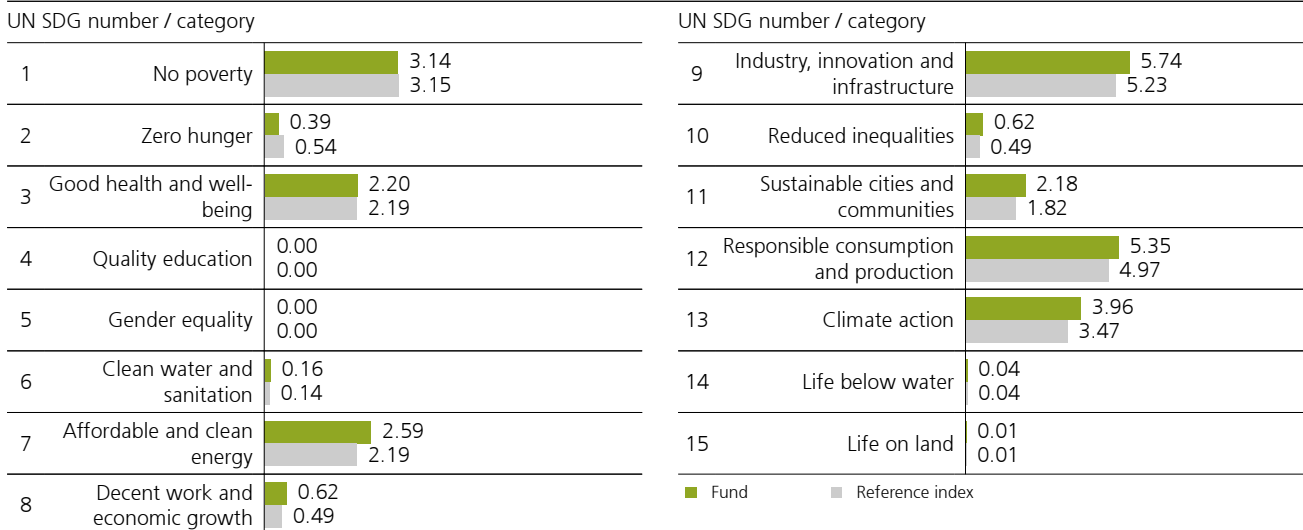 UN SDG number / category
1 No poverty 3.14
3.15
2 Zero hunger 0.39
0.54
3 Good health and well-
being 2.20
2.19
4 Quality education 0.00
0.00
5 Gender equality 0.00
0.00
6 Clean water and
sanitation 0.16
0.14
7 Affordable and clean
energy 2.59
2.19
8 Decent work and
economic growth 0.62
0.49
UN SDG number / category
9 Industry, innovation and
infrastructure 5.74
5.23
10 Reduced inequalities 0.62
0.49
11 Sustainable cities and
communities 2.18
1.82
12 Responsible consumption
and production 5.35
4.97
13 Climate action 3.96
3.47
14 Life below water 0.04
0.04
15 Life on land 0.01
0.01
Fund Reference index